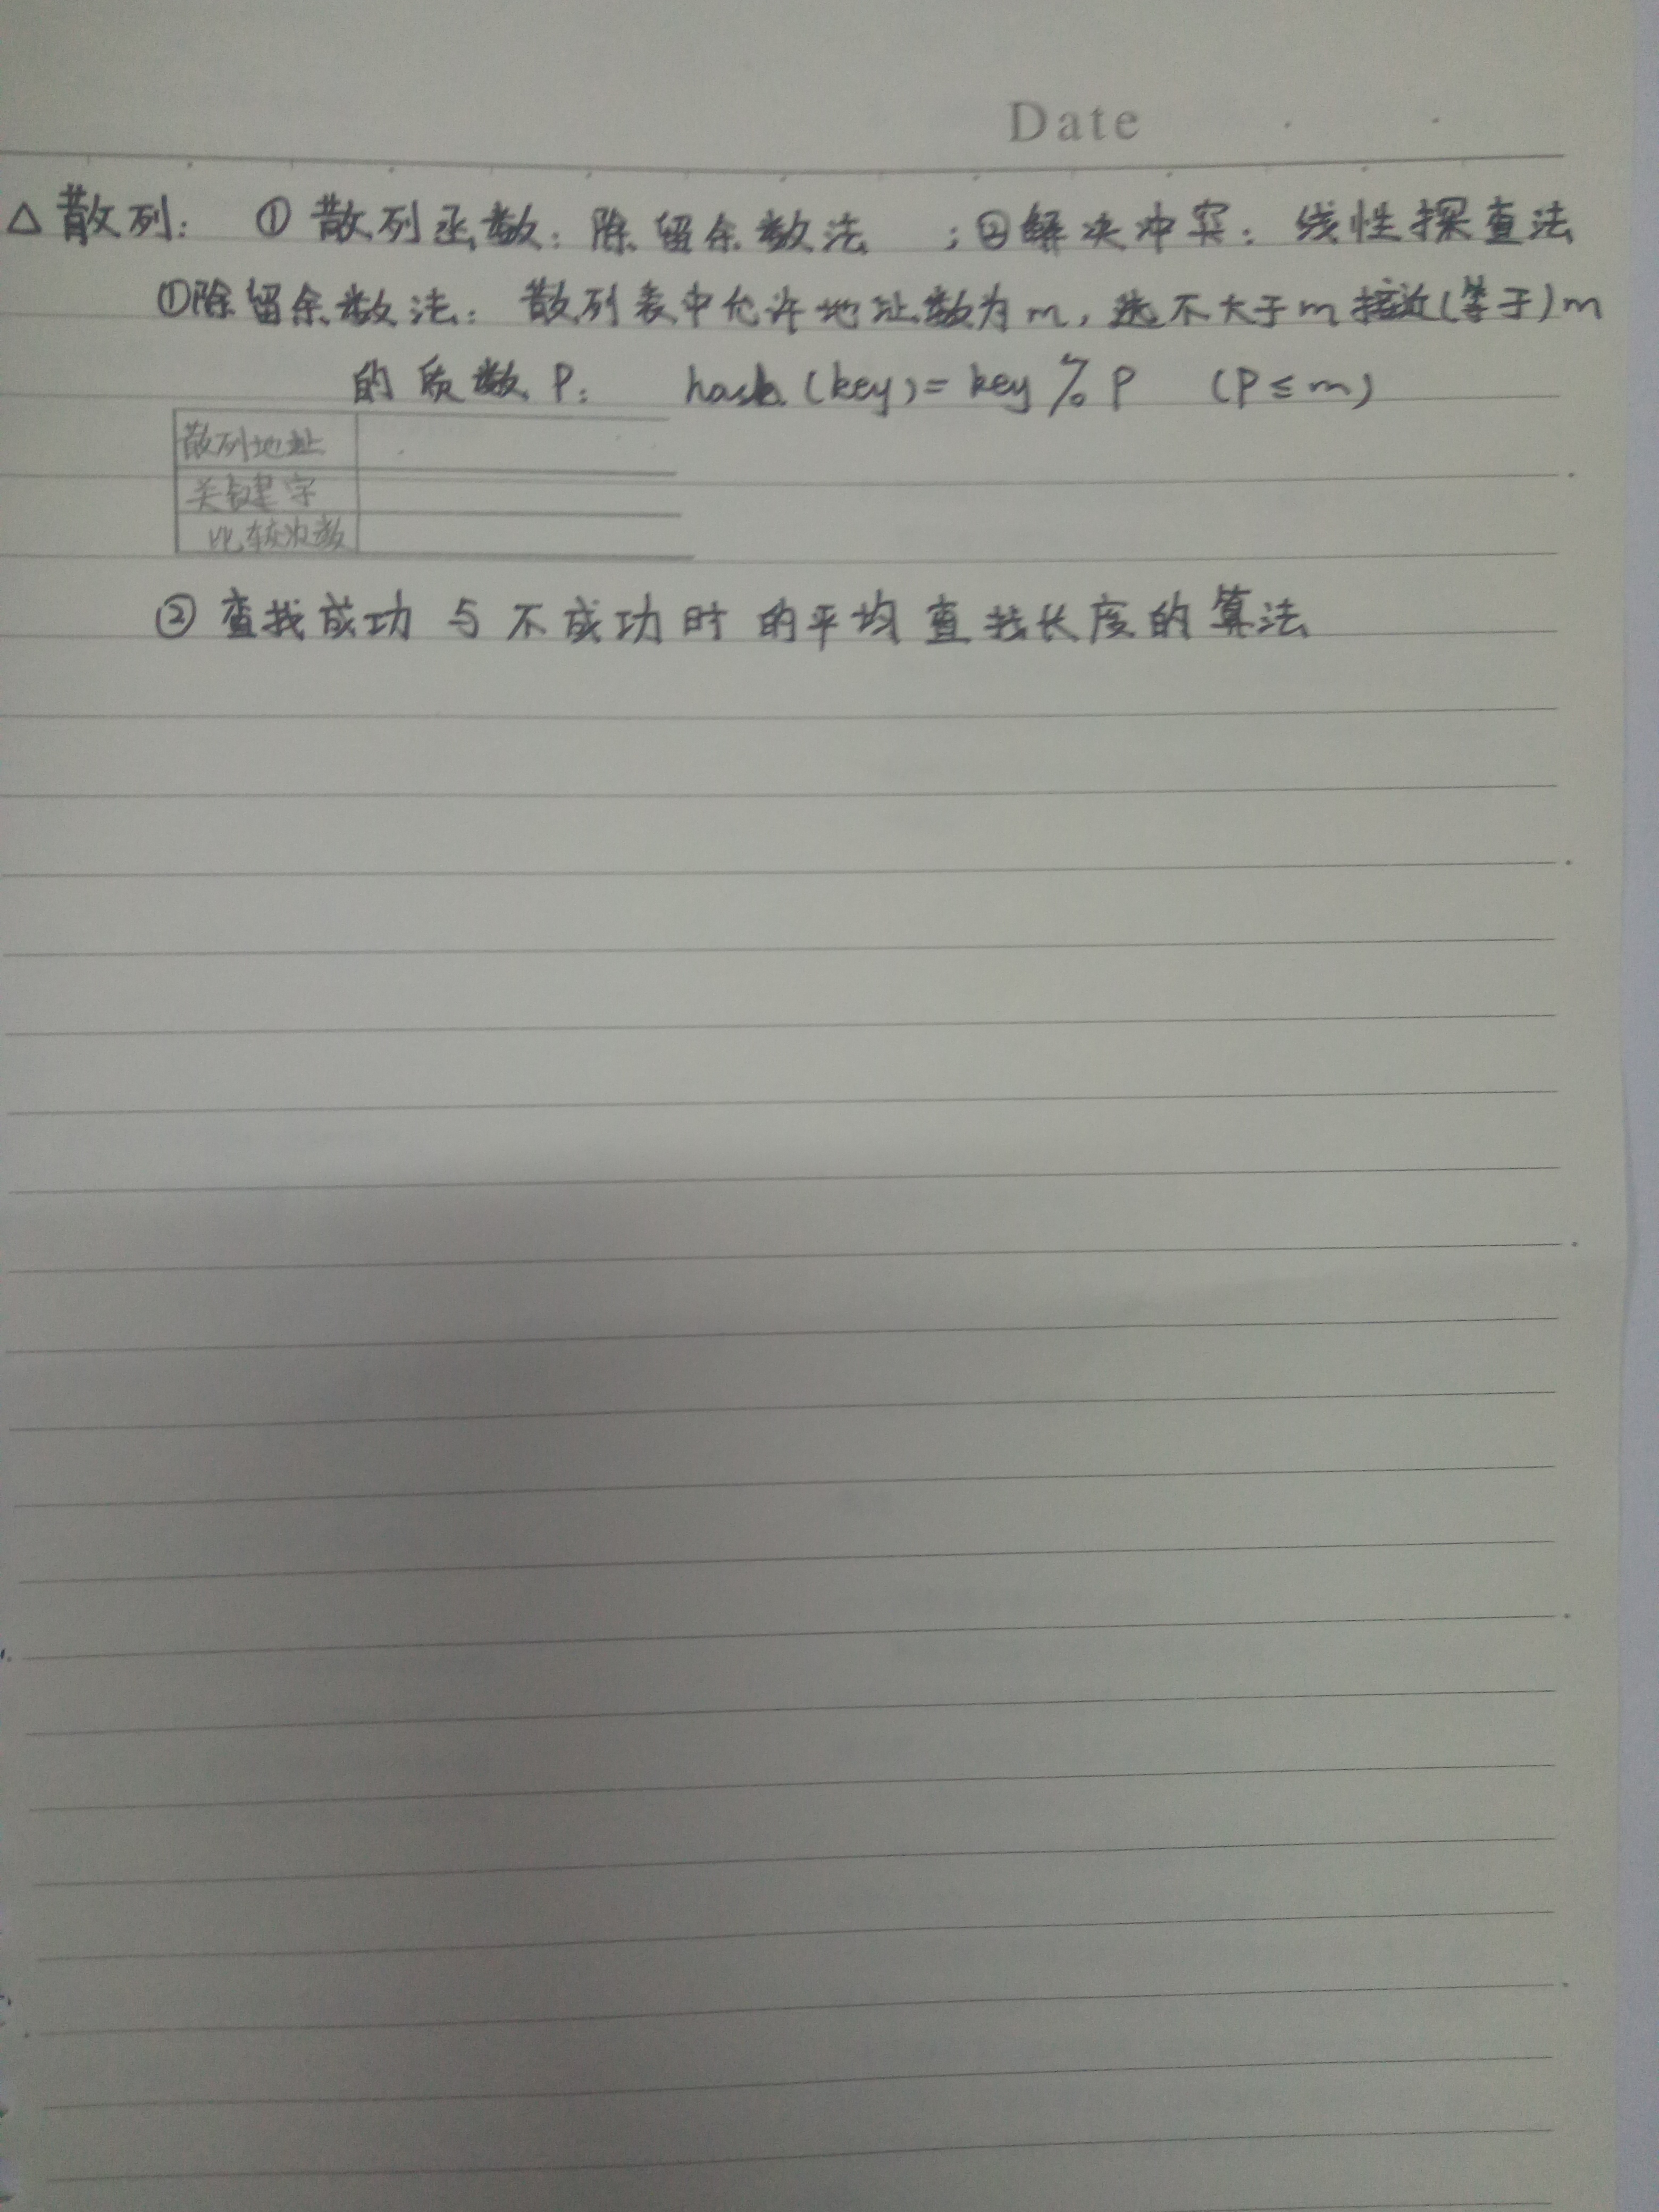 Date
△散列: ①散列函数: 除留余数法 ; ②解决冲突: 线性探查法
①除留余数法: 散列表中允许地址数为m, 选不大于m接近(等于)m
的质数P: hash(key)= key % P (P≤m)
散列地址
关键字
比较次数
②查找成功与不成功时的平均查找长度的算法